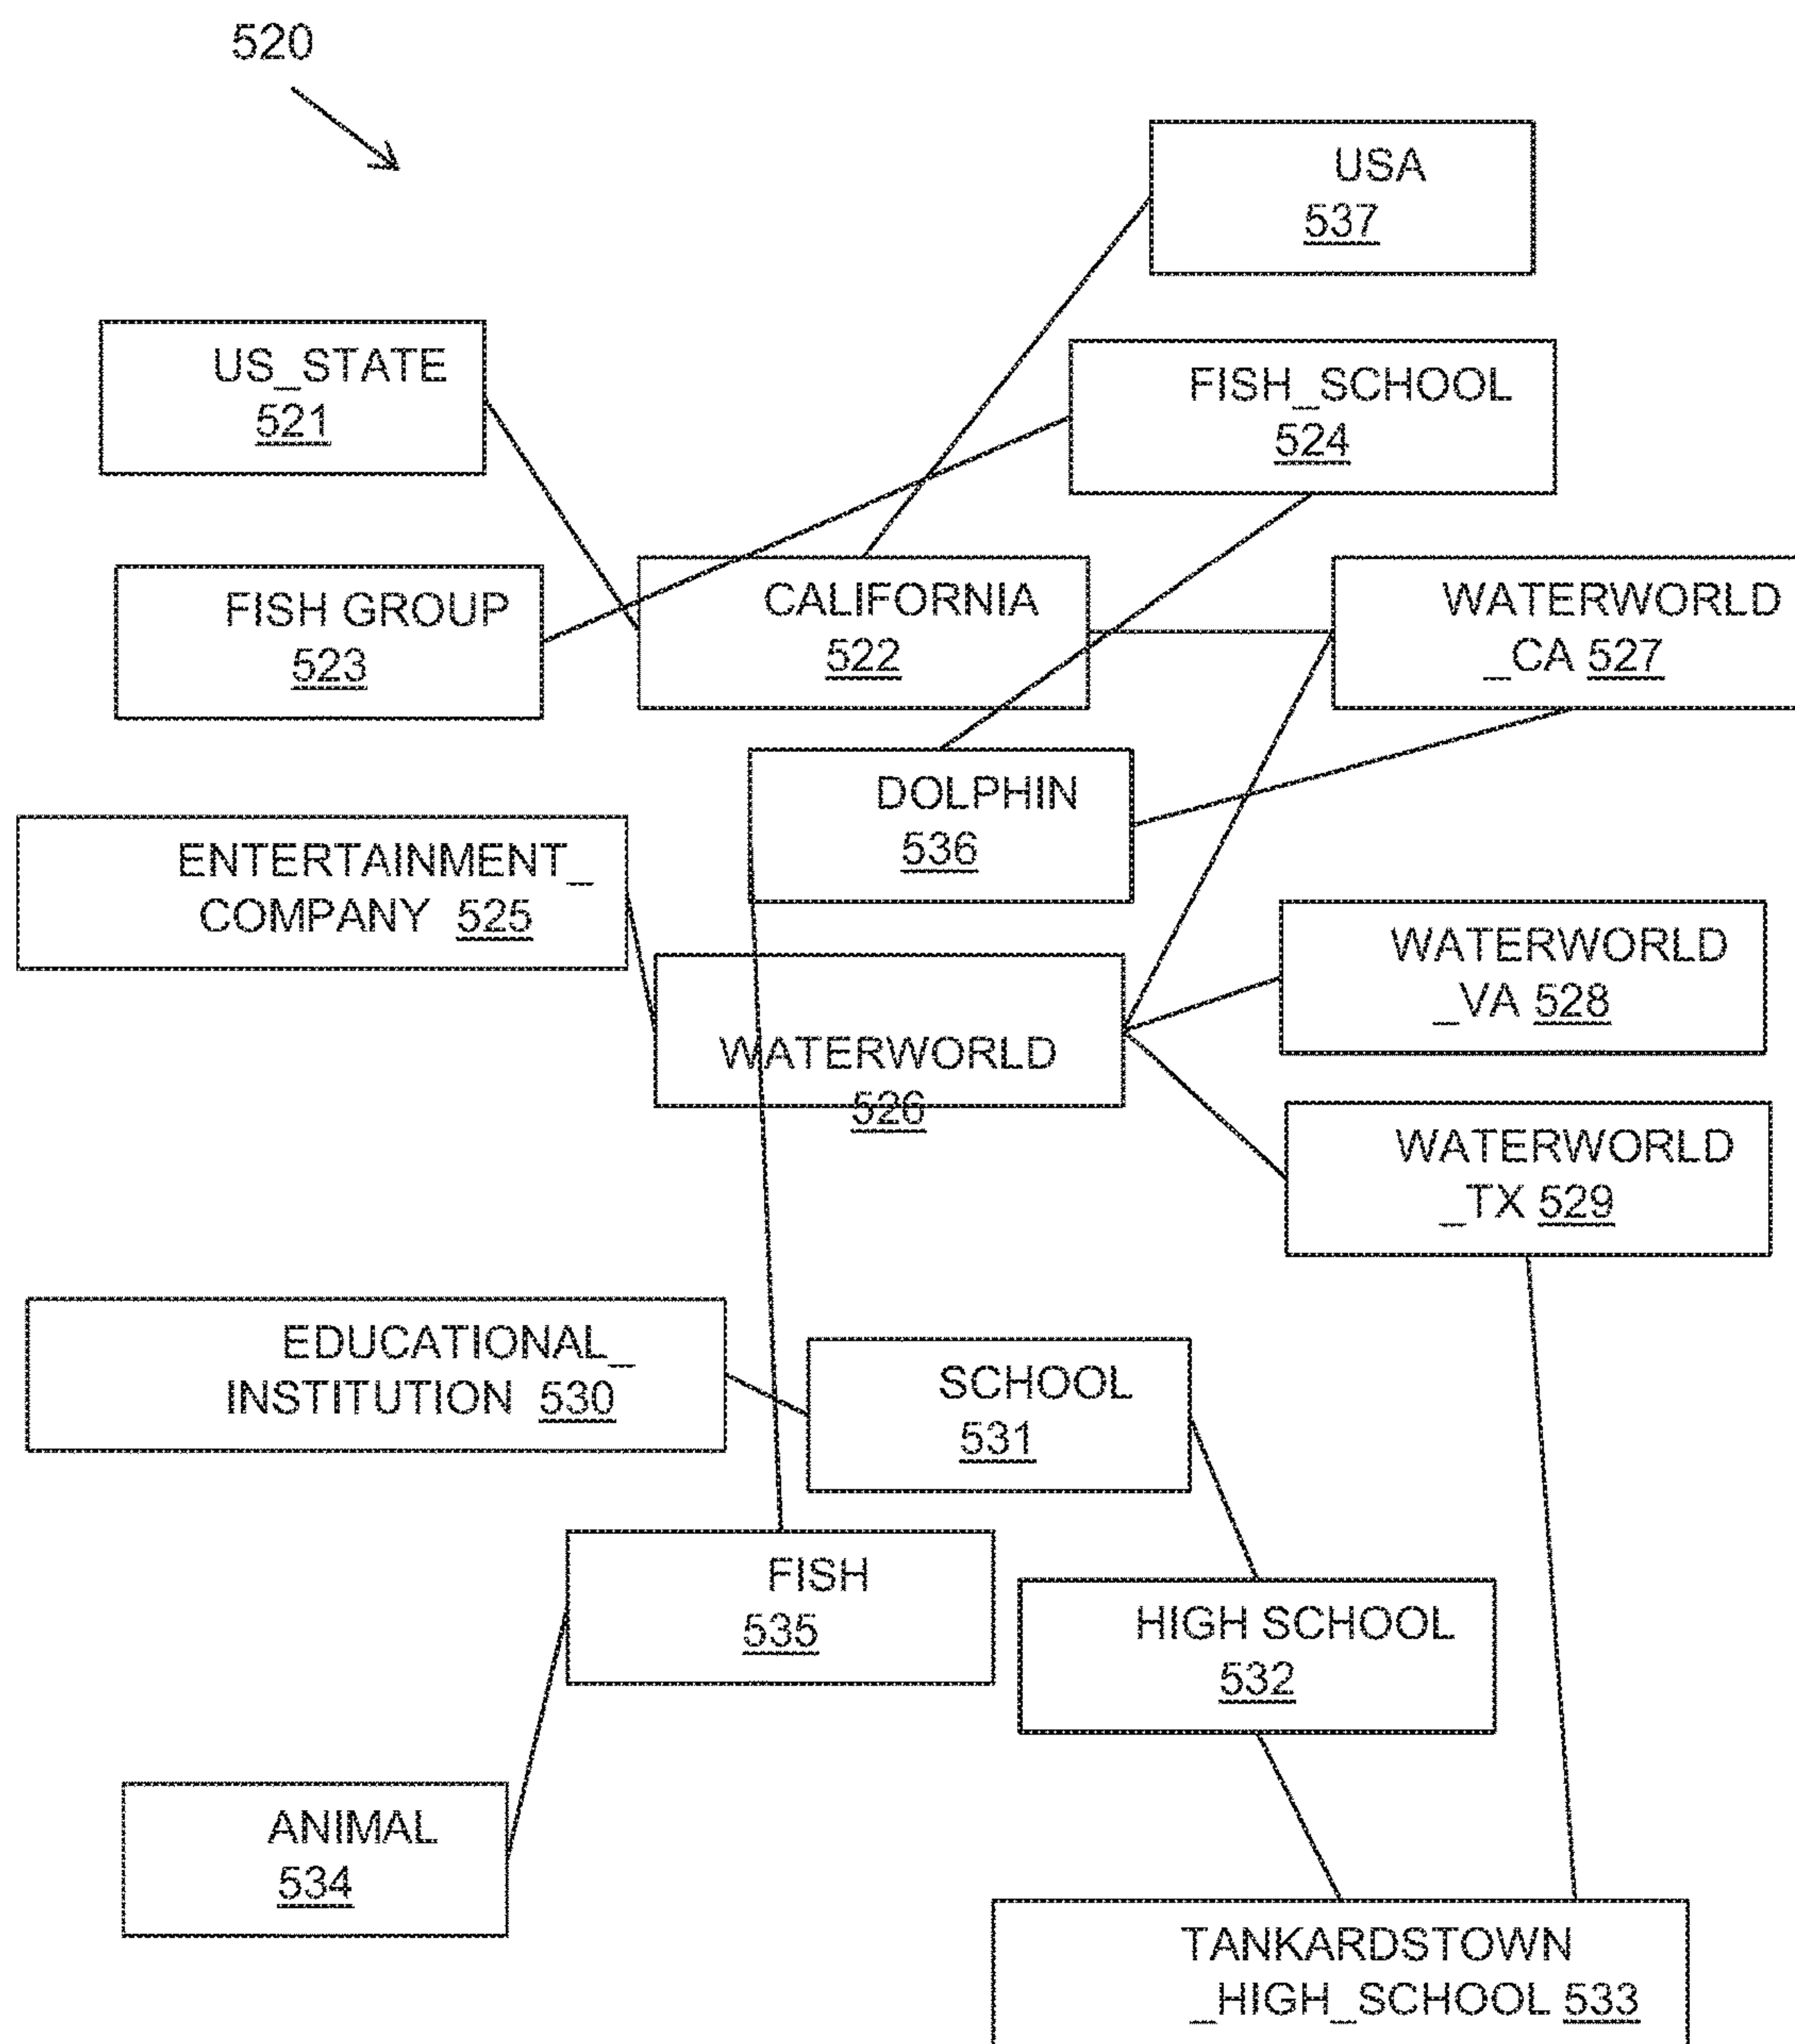 520
USA
537
US_STATE
521
FISH_SCHOOL
524
FISH GROUP
523
CALIFORNIA
522
WATERWORLD
_CA 527
DOLPHIN
536
ENTERTAINMENT_
COMPANY 525
WATERWORLD
_VA 528
WATERWORLD
526
WATERWORLD
_TX 529
EDUCATIONAL_
INSTITUTION 530
SCHOOL
531
FISH
535
HIGH SCHOOL
532
ANIMAL
534
TANKARDSTOWN
_HIGH_SCHOOL 533